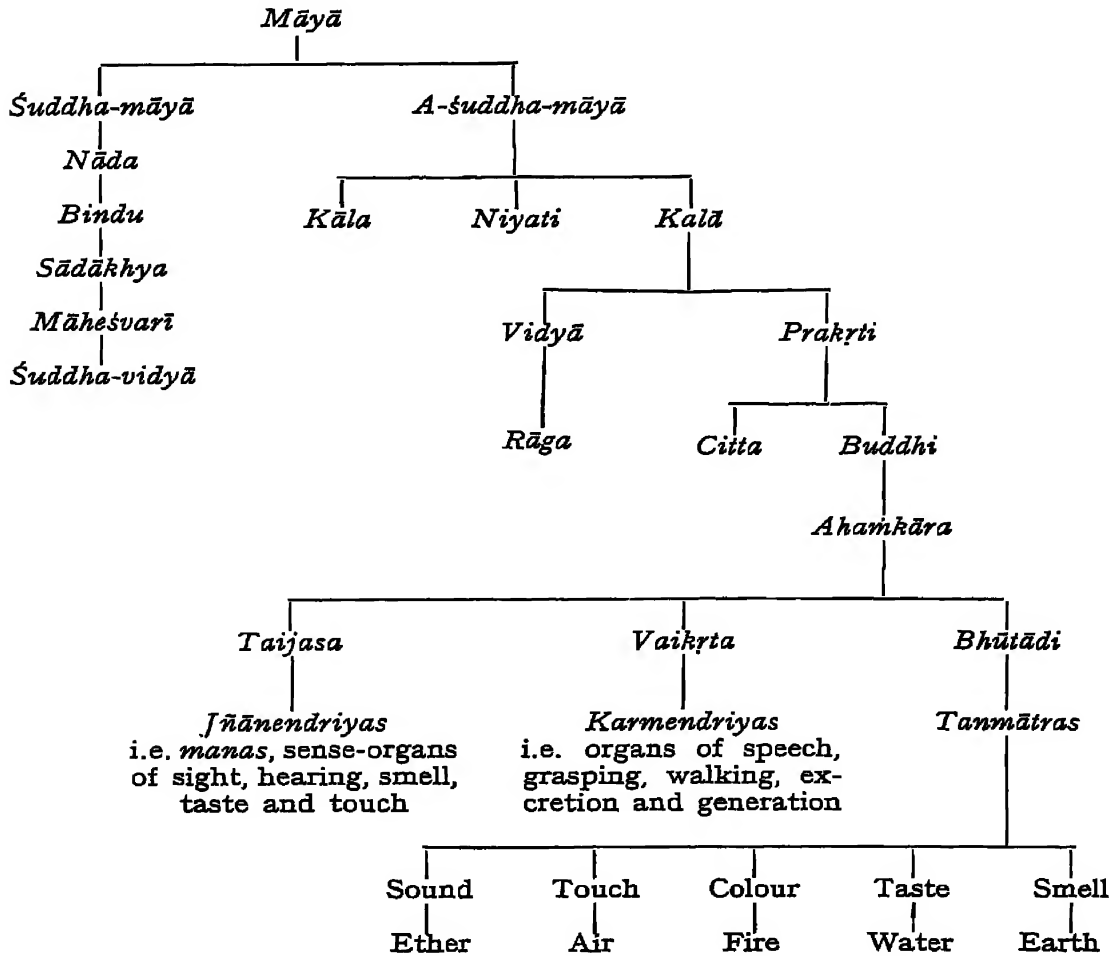 Māyā
Śuddha-māyā A-śuddha-māyā
Nāda
Bindu Kāla Niyati Kalā
Sādākhya
Māheśvarī Vidyā Prakṛti
Śuddha-vidyā
Rāga Citta Buddhi
Ahaṁkāra
Taijasa Vaikṛta Bhūtādi
Jñānendriyas Karmendriyas Tanmātras
i.e. manas, sense-organs i.e. organs of speech,
of sight, hearing, smell, grasping, walking, ex-
taste and touch cretion and generation
Sound Touch Colour Taste Smell
Ether Air Fire Water Earth